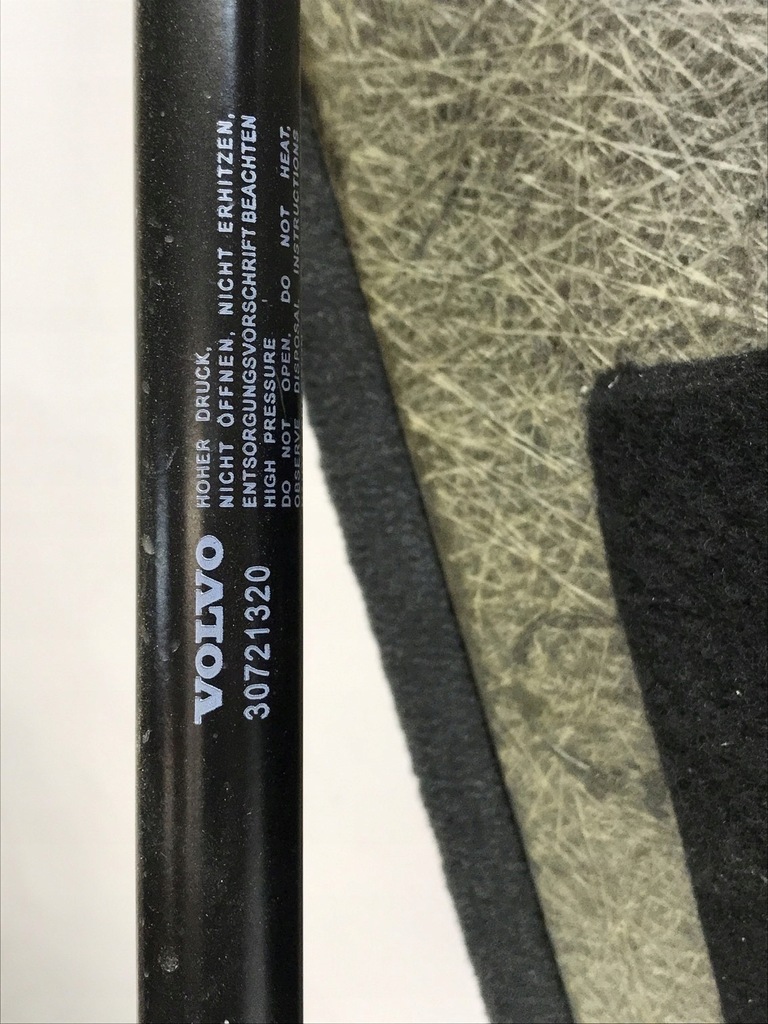 VOLVO
30721320
HOHER DRUCK,
NICHT ÖFFNEN, NICHT ERHITZEN,
ENTSORGUNGSVORSCHRIFT BEACHTEN
HIGH PRESSURE
DO NOT OPEN. DO NOT HEAT.
OBSERVE DISPOSAL INSTRUCTIONS